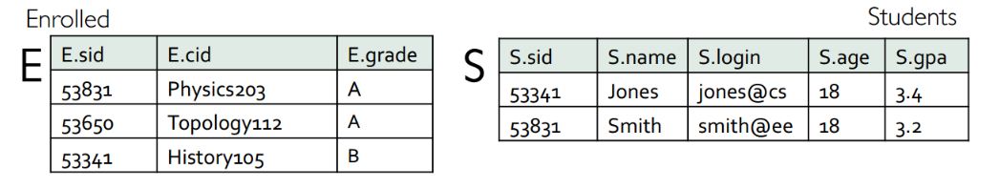 Enrolled
Students
E
E.sid E.cid E.grade
53831 Physics203 A
53650 Topology112 A
53341 History105 B
S
S.sid S.name S.login S.age S.gpa
53341 Jones jones@cs 18 3.4
53831 Smith smith@ee 18 3.2